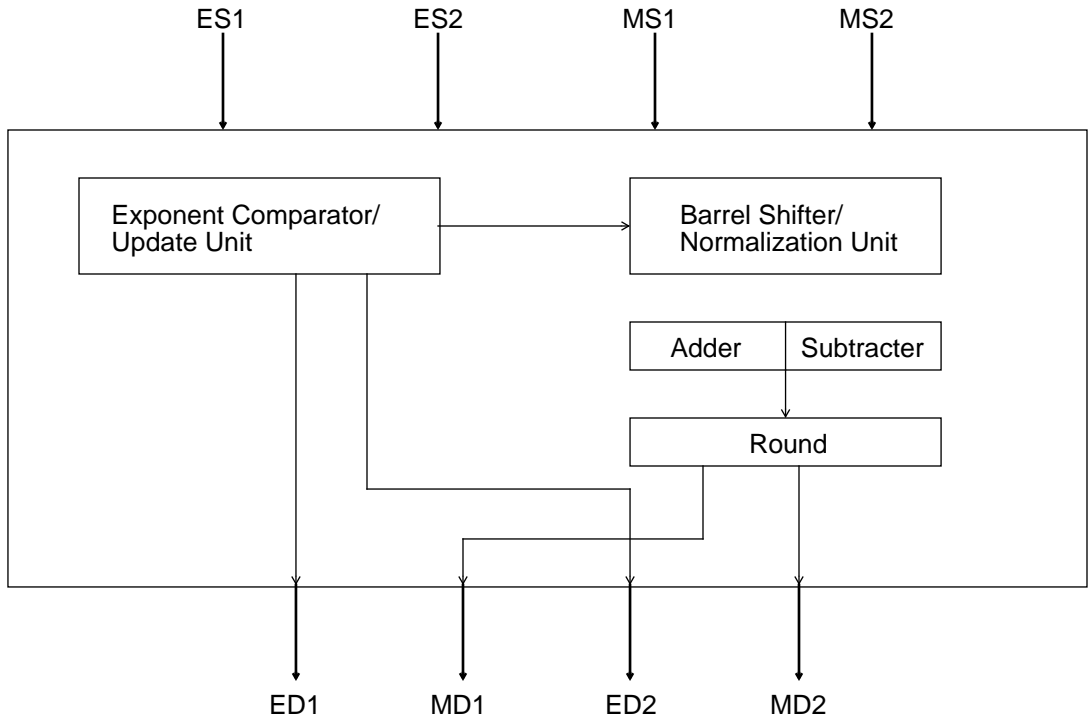 ES1
ES2
MS1
MS2
Exponent Comparator/
Update Unit
Barrel Shifter/
Normalization Unit
Adder
Subtracter
Round
ED1
MD1
ED2
MD2